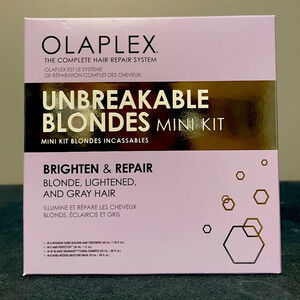 OLAPLEX.
THE COMPLETE HAIR REPAIR SYSTEM
OLAPLEX EST LE SYSTÈME
DE RÉPARATION COMPLET DES CHEVEUX.
UNBREAKABLE
BLONDES MINI KIT
MINI KIT BLONDES INCASSABLES
BRIGHTEN & REPAIR
BLONDE, LIGHTENED,
AND GRAY HAIR
ILLUMINE ET RÉPARE LES CHEVEUX
BLONDS, ÉCLAIRCIS ET GRIS